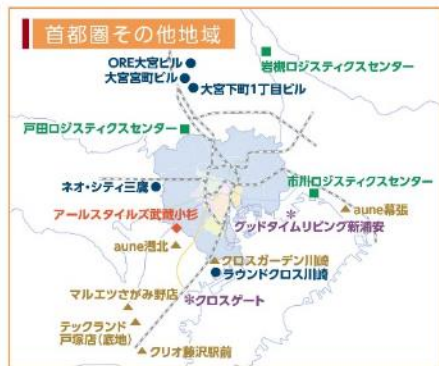 首都圏その他地域
ORE大宮ビル
大宮宮町ビル
大宮下町1丁目ビル
岩槻ロジスティクスセンター
戸田ロジスティクスセンター
ネオ・シティ三鷹
市川ロジスティクスセンター
アールスタイルズ武蔵小杉
aune幕張
グッドタイムリビング新浦安
aune港北
クロスガーデン川崎
ラウンドクロス川崎
マルエツさがみ野店
クロスゲート
テックランド
戸塚店(底地)
クリオ藤沢駅前